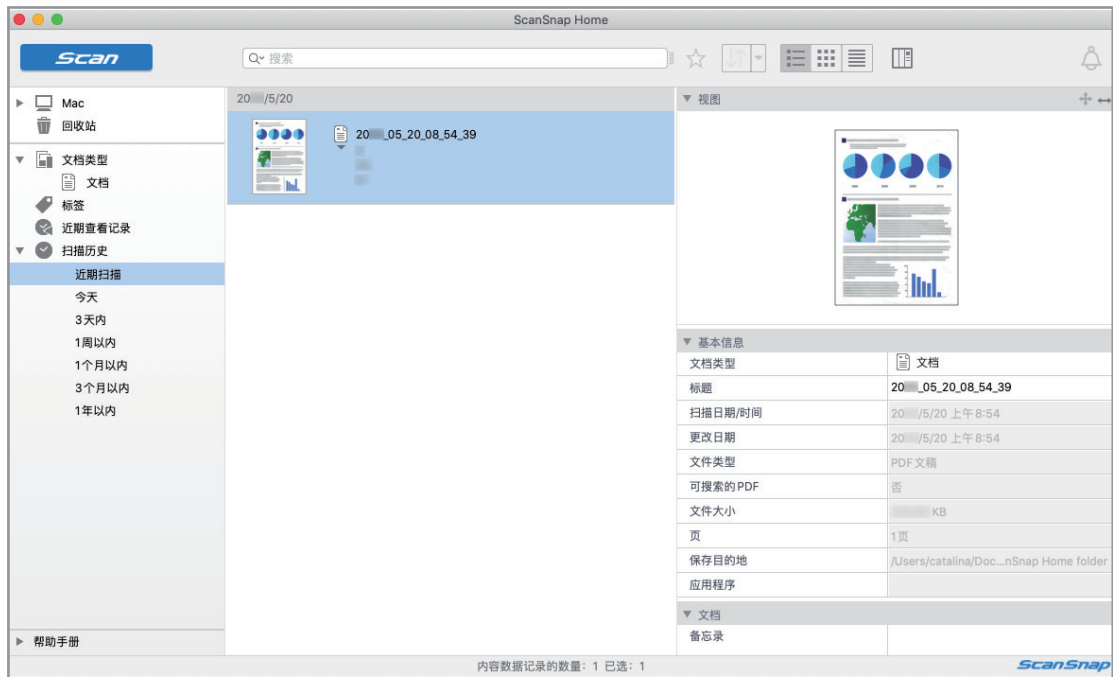 ScanSnap Home
Scan
搜索
Mac
回收站
文档类型
文档
标签
近期查看记录
扫描历史
近期扫描
今天
3天内
1周以内
1个月以内
3个月以内
1年以内
帮助手册
20 /5/20
20 _05_20_08_54_39
视图
基本信息
文档类型 文档
标题 20 _05_20_08_54_39
扫描日期/时间 20 /5/20 上午8:54
更改日期 20 /5/20 上午8:54
文件类型 PDF文稿
可搜索的PDF 否
文件大小 KB
页 1页
保存目的地 /Users/catalina/Doc...nSnap Home folder
应用程序
文档
备忘录
内容数据记录的数量: 1 已选: 1
ScanSnap